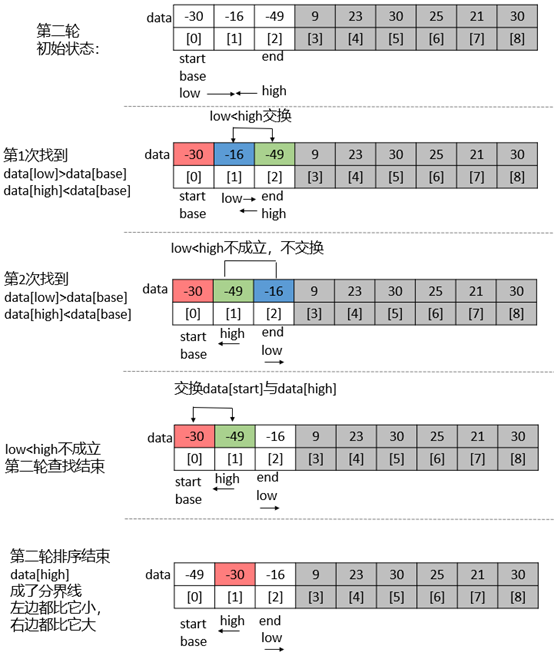 第二轮
初始状态:
data -30 -16 -49 9 23 30 25 21 30
[0] [1] [2] [3] [4] [5] [6] [7] [8]
start end
base
low high
low<high交换
第1次找到
data[low]>data[base]
data[high]<data[base]
data -30 -16 -49 9 23 30 25 21 30
[0] [1] [2] [3] [4] [5] [6] [7] [8]
start low end
base high
low<high不成立，不交换
第2次找到
data[low]>data[base]
data[high]<data[base]
data -30 -49 -16 9 23 30 25 21 30
[0] [1] [2] [3] [4] [5] [6] [7] [8]
start high end
base low
交换data[start]与data[high]
low<high不成立
第二轮查找结束
data -30 -49 -16 9 23 30 25 21 30
[0] [1] [2] [3] [4] [5] [6] [7] [8]
start high end
base low
第二轮排序结束
data[high]
成了分界线
左边都比它小，
右边都比它大
data -49 -30 -16 9 23 30 25 21 30
[0] [1] [2] [3] [4] [5] [6] [7] [8]
start high end
base low